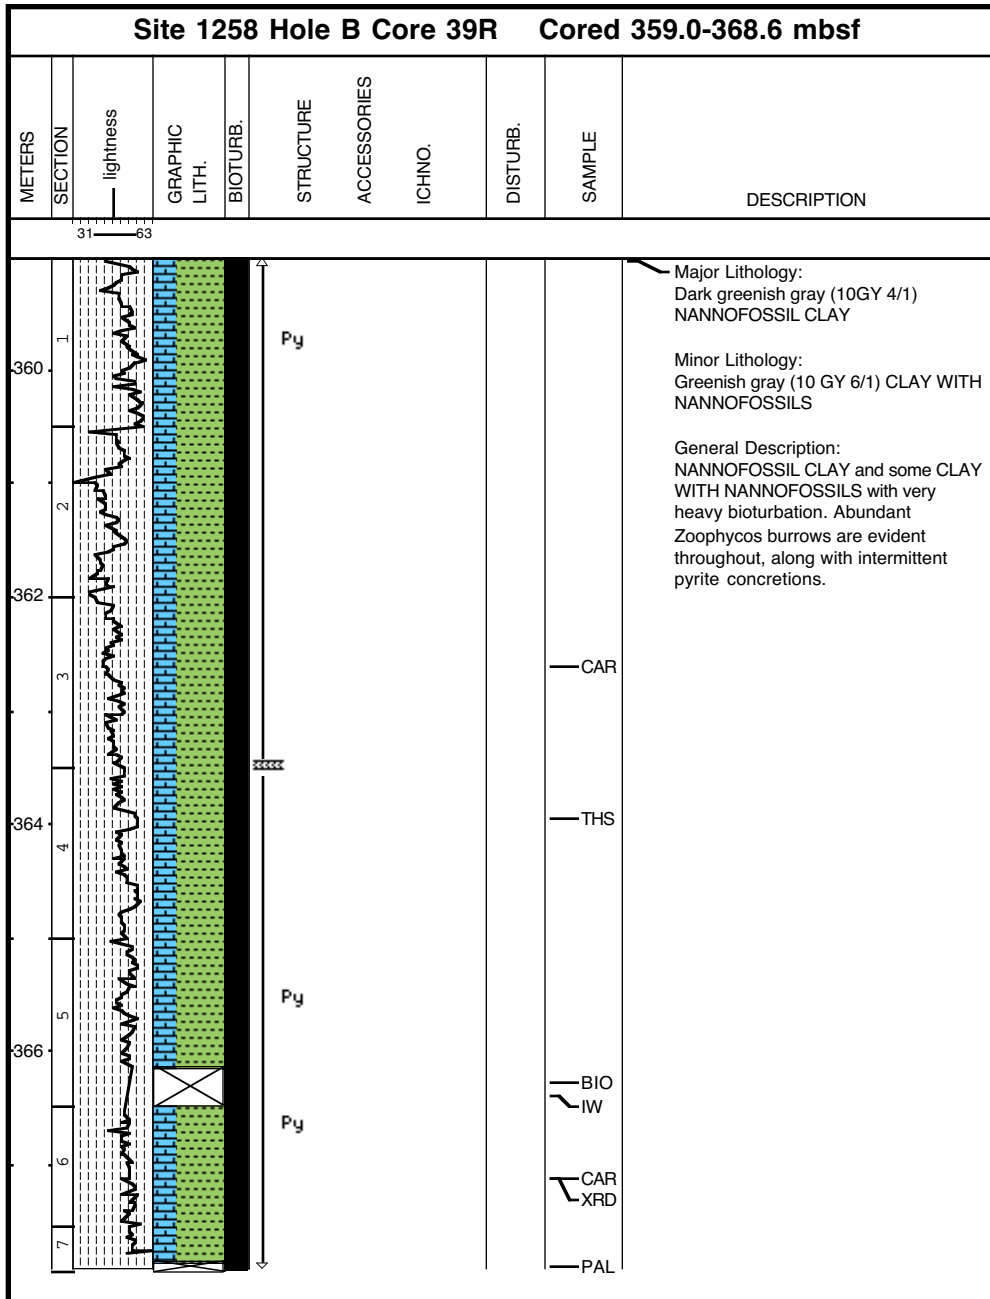 Site 1258 Hole B Core 39R Cored 359.0-368.6 mbsf
METERS
SECTION
lightness
GRAPHIC
LITH.
BIOTURB.
STRUCTURE
ACCESSORIES
ICHNO.
DISTURB.
SAMPLE
DESCRIPTION
31 63
Major Lithology:
Dark greenish gray (10GY 4/1)
NANNOFOSSIL CLAY
Minor Lithology:
Greenish gray (10 GY 6/1) CLAY WITH
NANNOFOSSILS
General Description:
NANNOFOSSIL CLAY and some CLAY
WITH NANNOFOSSILS with very
heavy bioturbation. Abundant
Zoophycos burrows are evident
throughout, along with intermittent
pyrite concretions.
1
Py
360
2
362
3
CAR
364
THS
4
Py
5
366
BIO
IW
Py
6
CAR
XRD
7
PAL